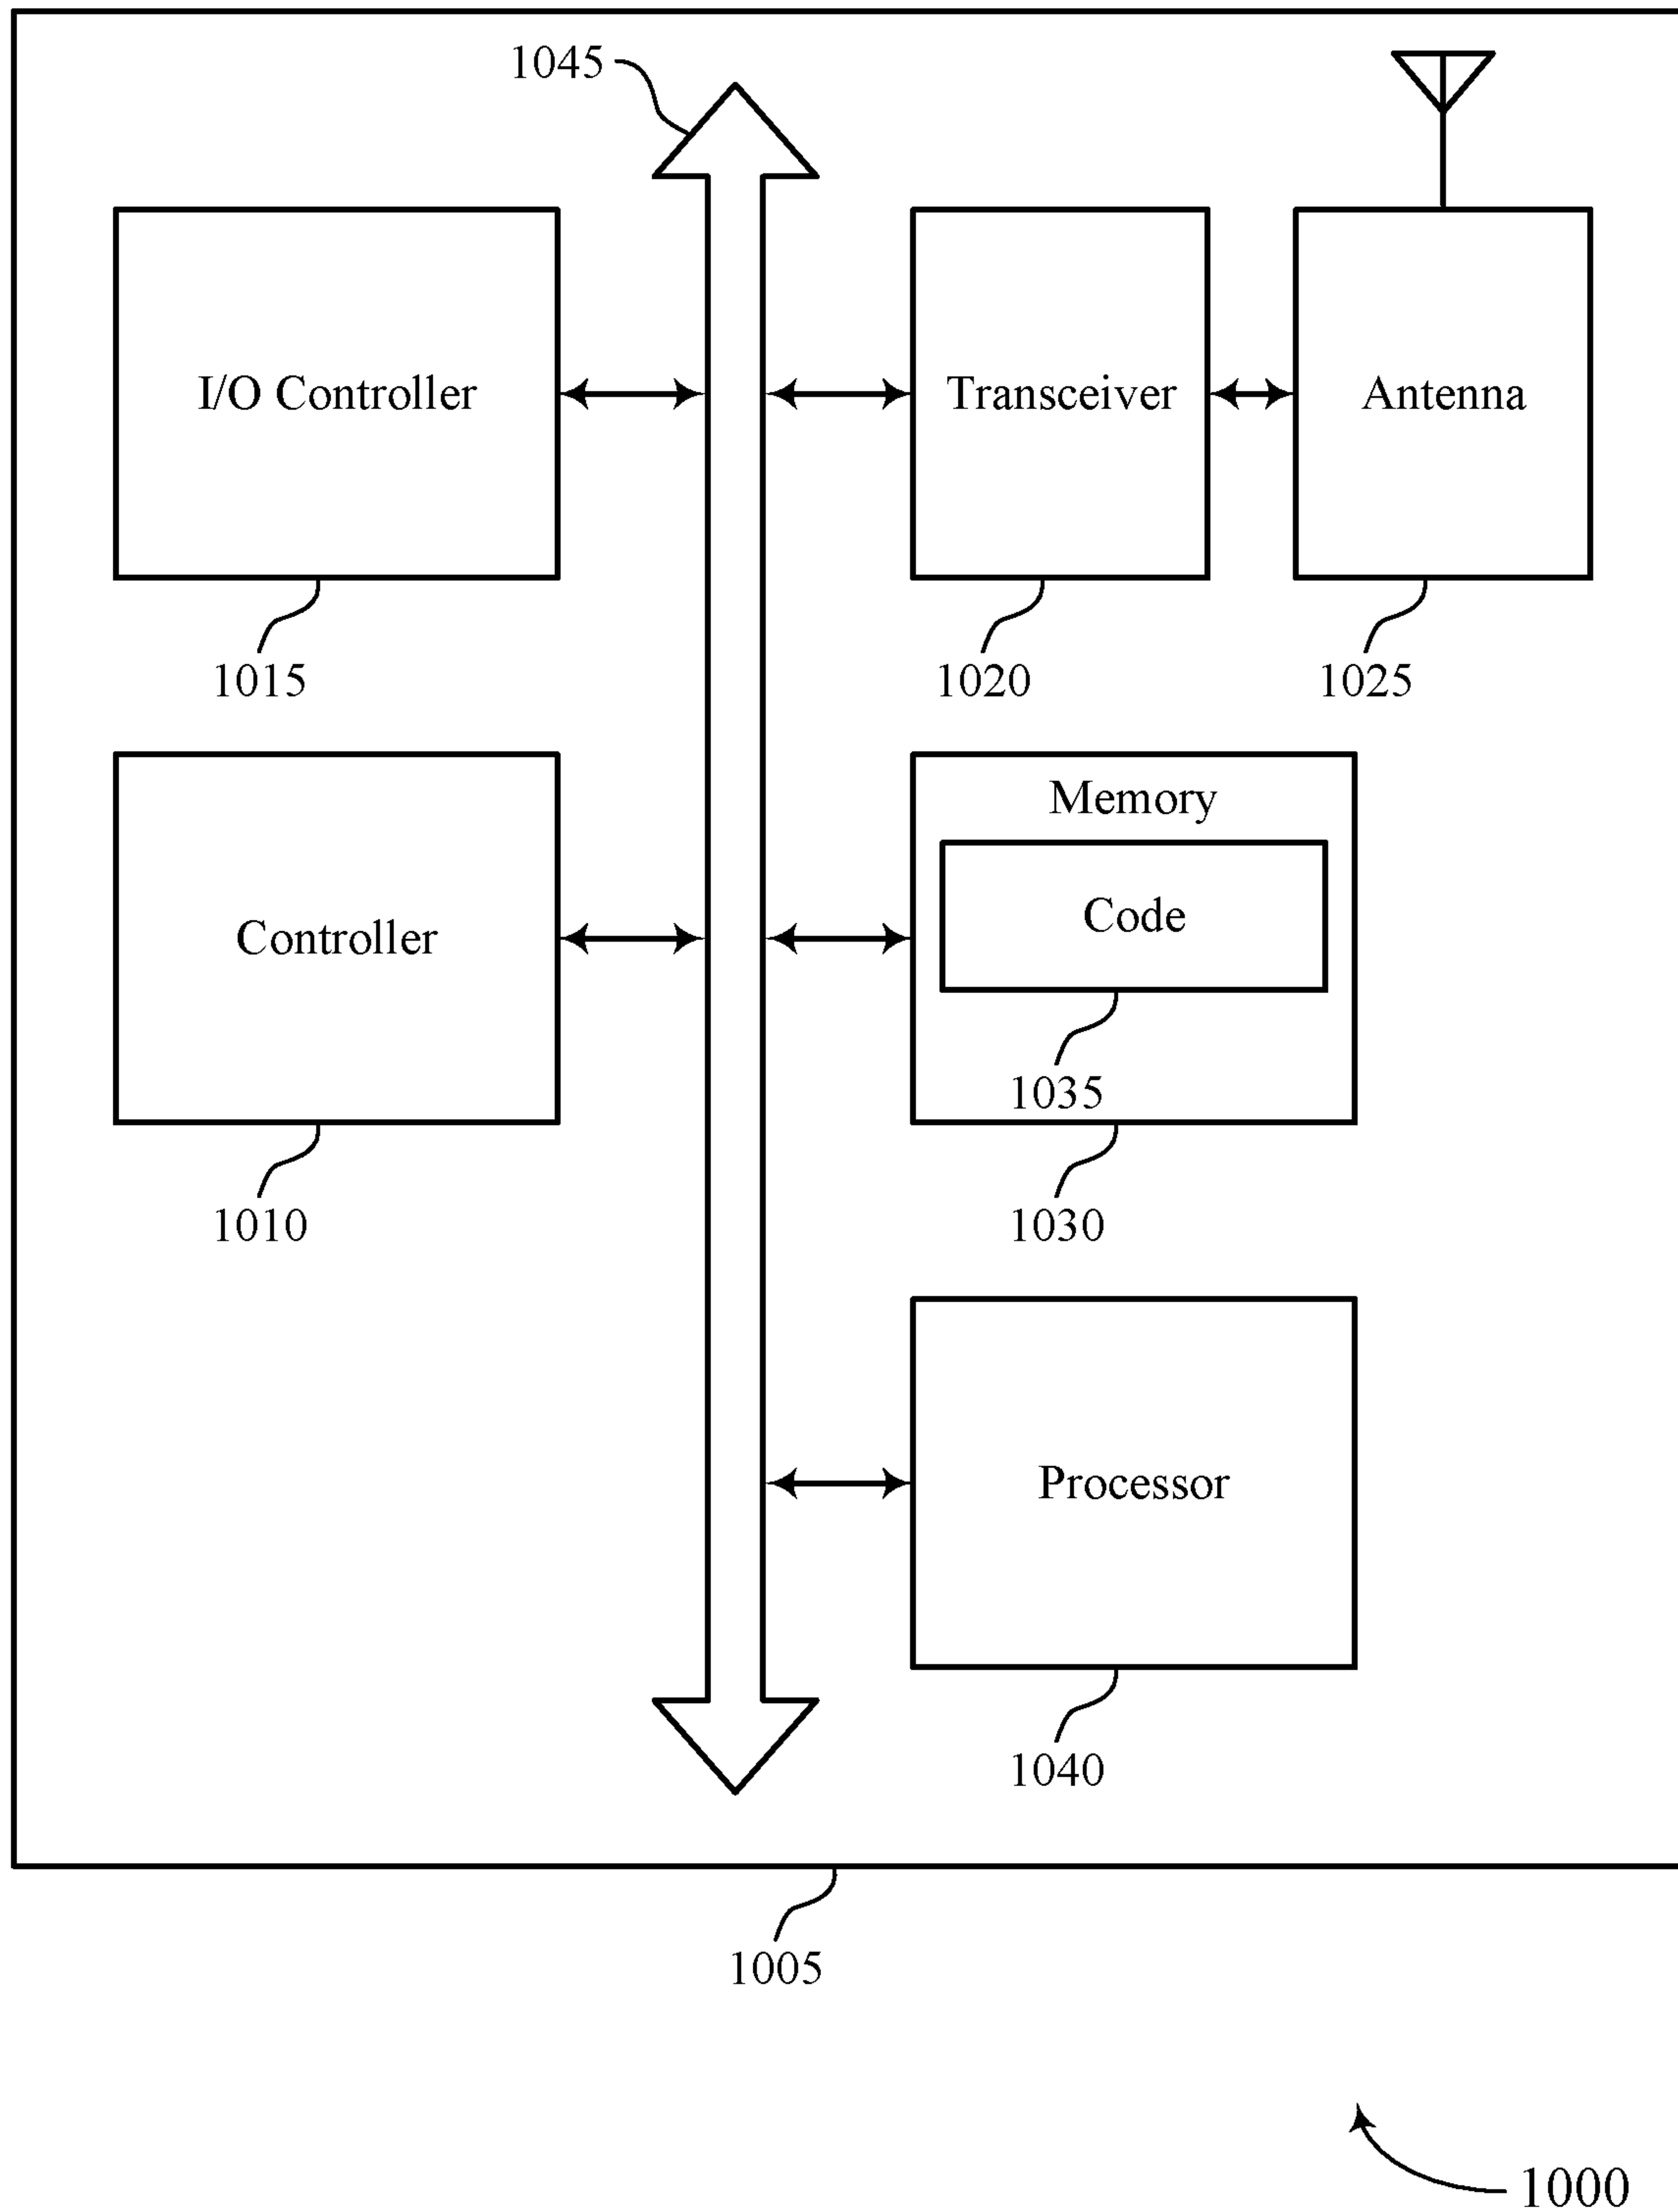 1045
I/O Controller
Transceiver
Antenna
1015
1020
1025
Memory
Code
Controller
1035
1010
1030
Processor
1040
1005
1000